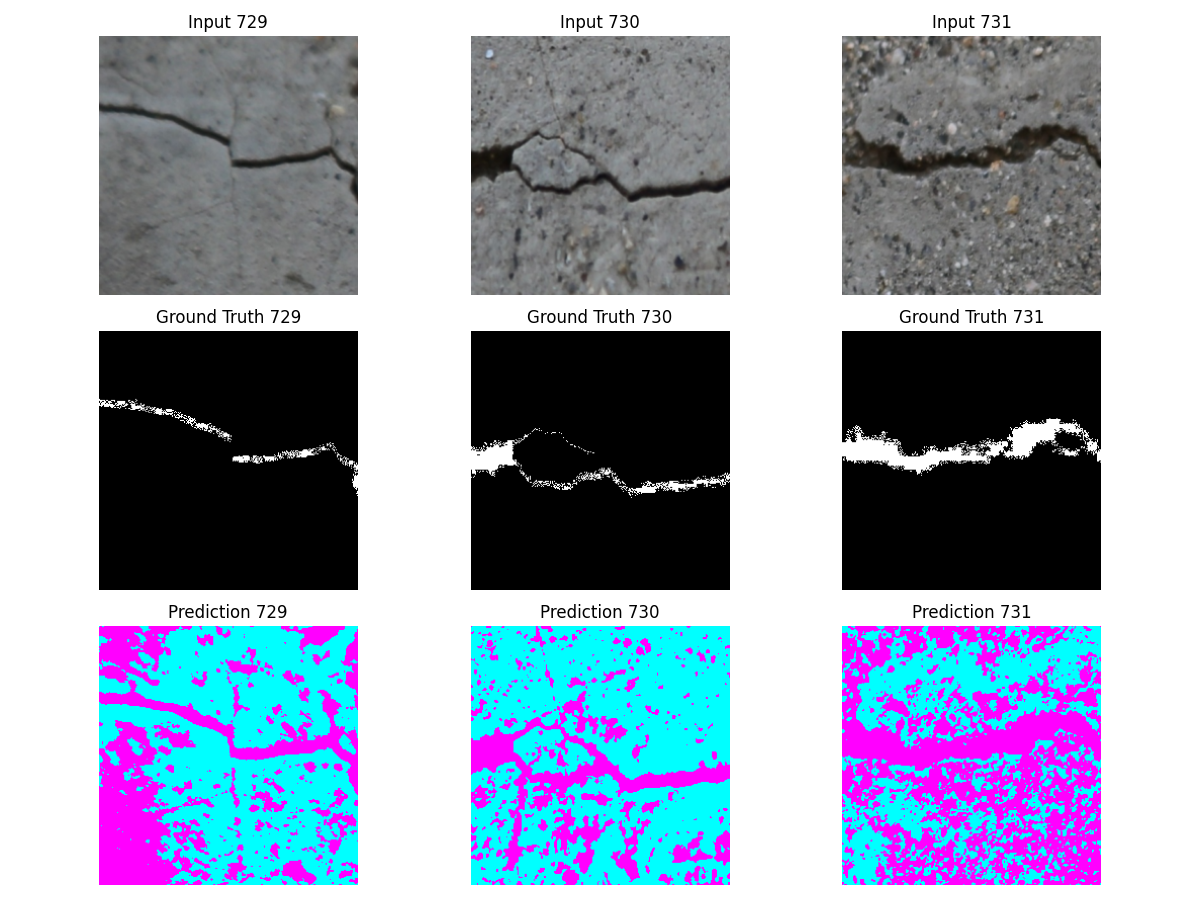 Input 729
Input 730
Input 731
Ground Truth 729
Ground Truth 730
Ground Truth 731
Prediction 729
Prediction 730
Prediction 731